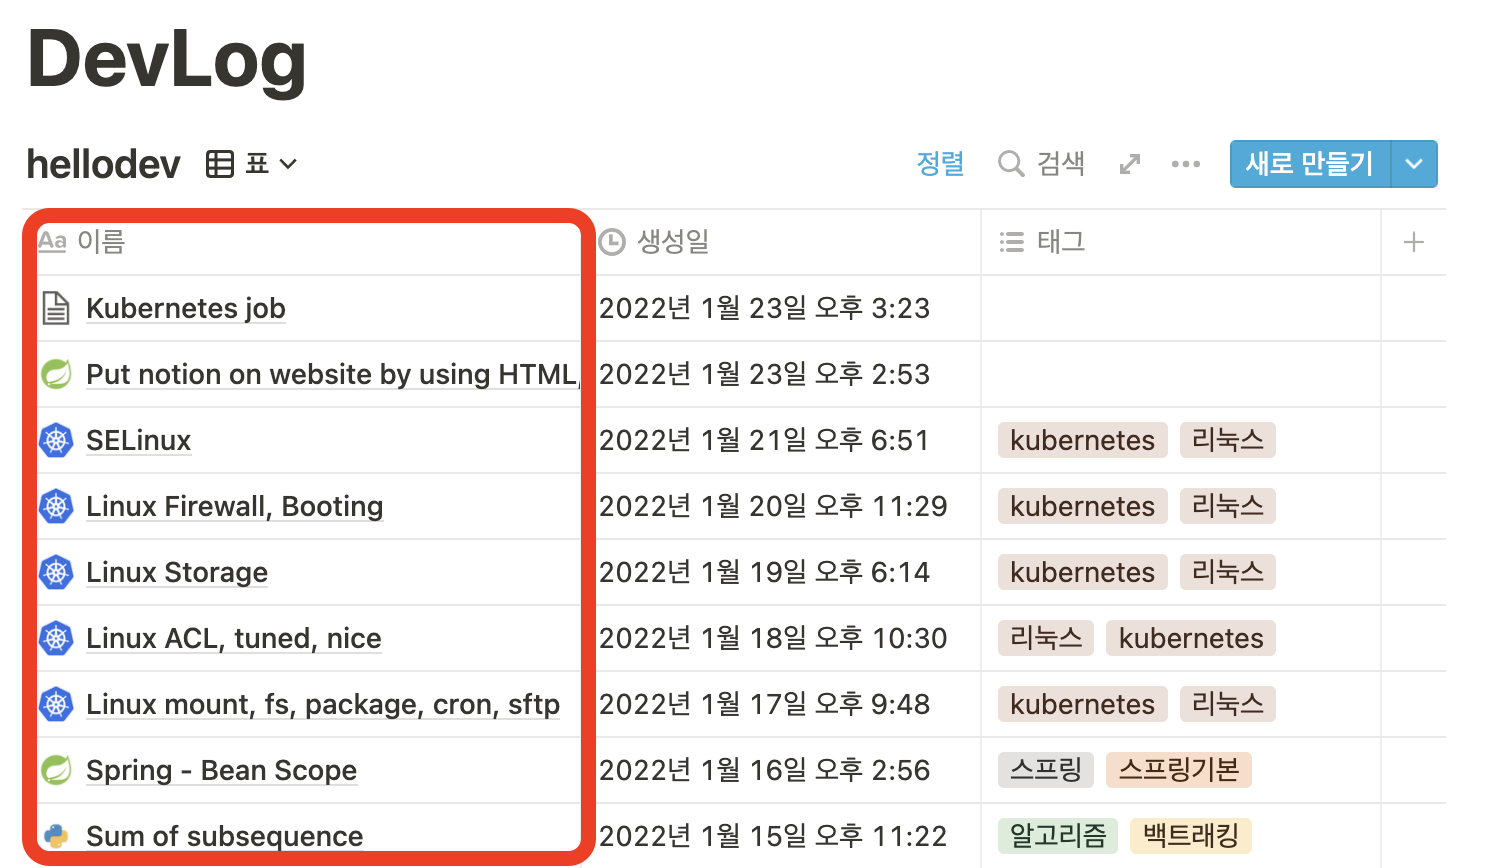 DevLog
hellodev 표 정렬 검색 새로 만들기
Aa 이름 생성일 태그
Kubernetes job 2022년 1월 23일 오후 3:23
Put notion on website by using HTML, 2022년 1월 23일 오후 2:53
SELinux 2022년 1월 21일 오후 6:51 kubernetes 리눅스
Linux Firewall, Booting 2022년 1월 20일 오후 11:29 kubernetes 리눅스
Linux Storage 2022년 1월 19일 오후 6:14 kubernetes 리눅스
Linux ACL, tuned, nice 2022년 1월 18일 오후 10:30 리눅스 kubernetes
Linux mount, fs, package, cron, sftp 2022년 1월 17일 오후 9:48 kubernetes 리눅스
Spring - Bean Scope 2022년 1월 16일 오후 2:56 스프링 스프링기본
Sum of subsequence 2022년 1월 15일 오후 11:22 알고리즘 백트래킹